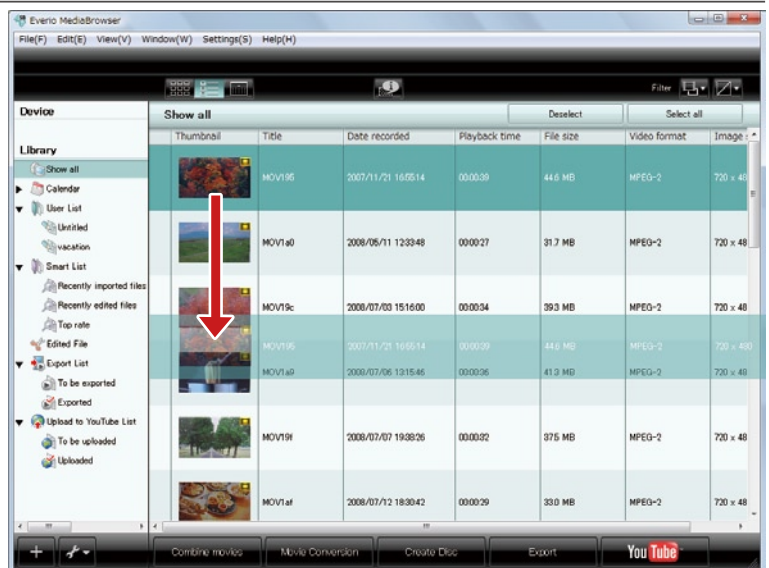 Everio MediaBrowser
File(F) Edit(E) View(V) Window(W) Settings(S) Help(H)
Filter
Device
Show all
Deselect
Select all
Thumbnail Title Date recorded Playback time File size Video format Image
Library
Show all
Calendar
User List
Untitled
vacation
Smart List
Recently imported files
Recently edited files
Top rate
Edited File
Export List
To be exported
Exported
Upload to YouTube List
To be uploaded
Uploaded
MOV195 2007/11/21 16:55:14 00:00:39 44.6 MB MPEG-2 720 x 48
MOV1a0 2008/05/11 12:33:48 00:00:27 31.7 MB MPEG-2 720 x 48
MOV19c 2008/07/03 15:16:00 00:00:34 39.3 MB MPEG-2 720 x 48
MOV195 2007/11/21 16:55:14 00:00:39 44.6 MB MPEG-2 720 x 480
MOV1a9 2008/07/06 13:15:46 00:00:36 41.3 MB MPEG-2 720 x 48
MOV19f 2008/07/07 19:38:26 00:00:32 37.5 MB MPEG-2 720 x 48
MOV1af 2008/07/12 18:30:42 00:00:29 33.0 MB MPEG-2 720 x 48
Combine movies Movie Conversion Create Disc Export You Tube